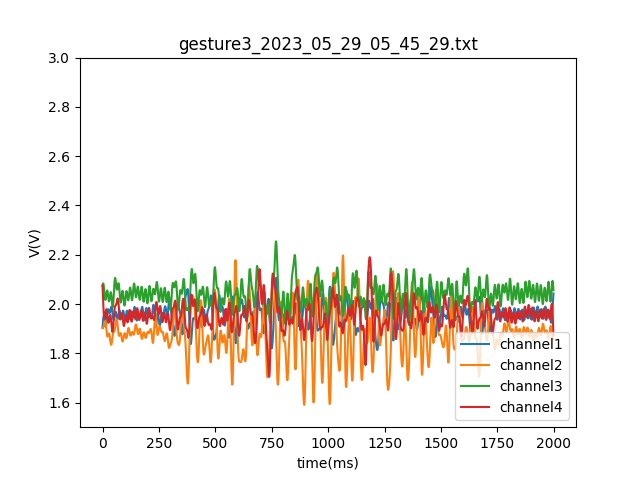 gesture3_2023_05_29_05_45_29.txt
3.0
2.8
2.6
2.4
2.2
2.0
1.8
1.6
V(V)
0 250 500 750 1000 1250 1500 1750 2000
time(ms)
channel1
channel2
channel3
channel4